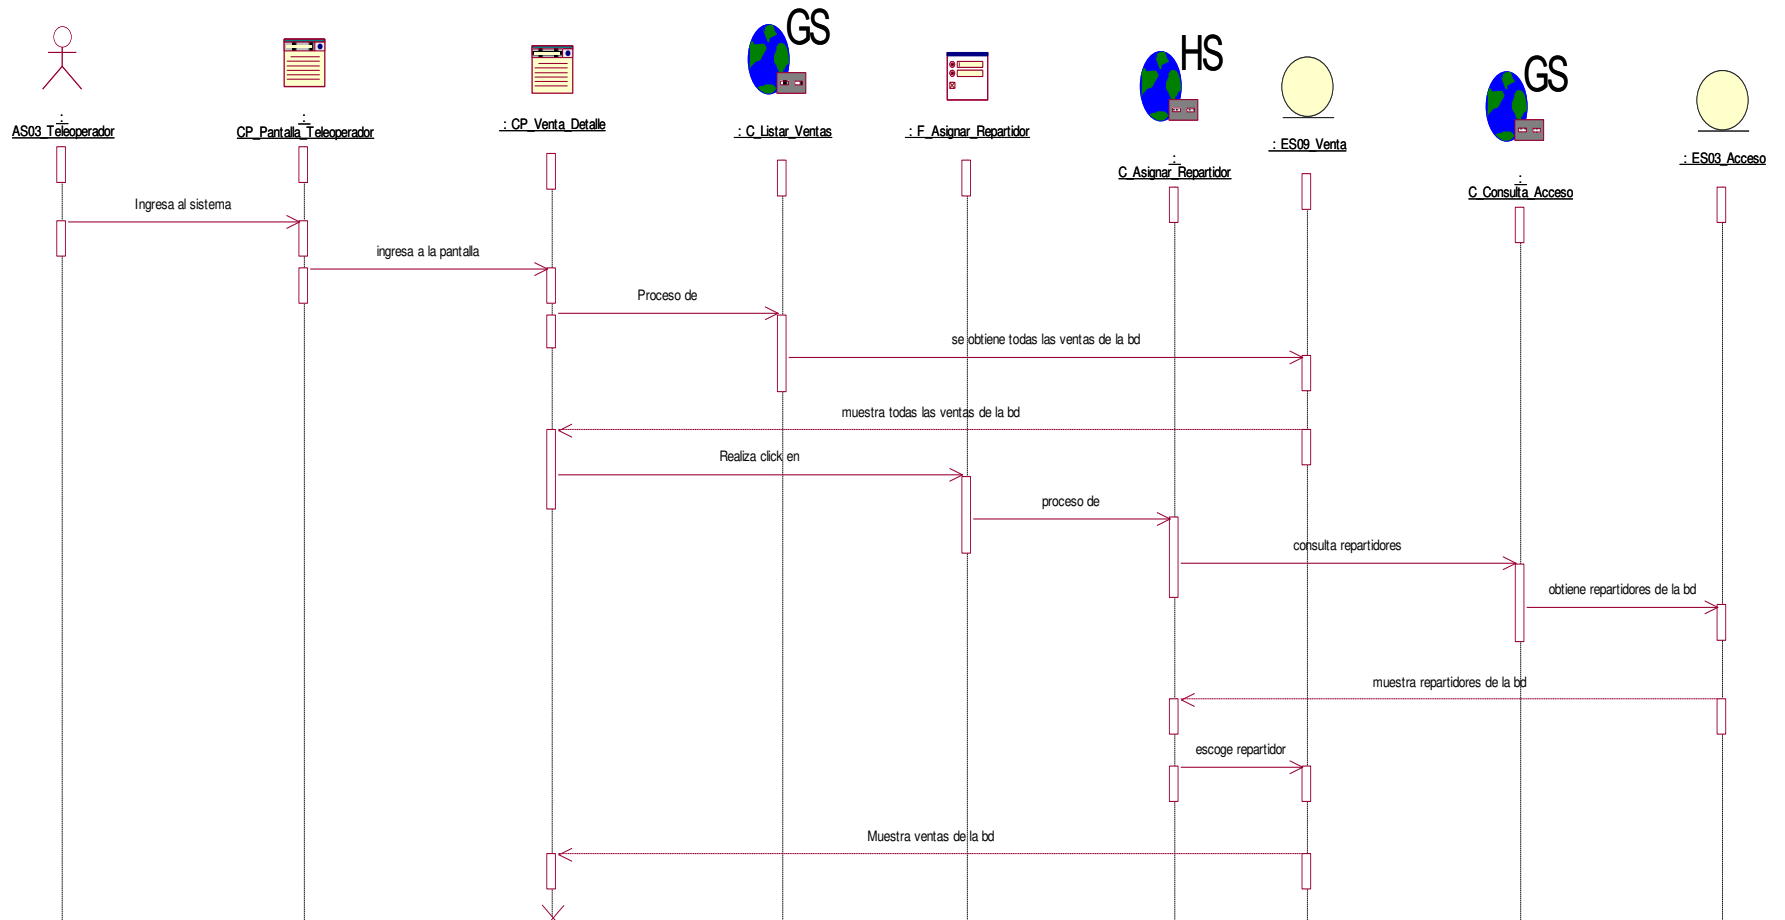 GS
HS
GS
:
AS03_Teleoperador
:
CP_Pantalla_Teleoperador
: CP_Venta_Detalle
: C_Listar_Ventas
: F_Asignar_Repartidor
:
C_Asignar_Repartidor
: ES09_Venta
:
C_Consulta_Acceso
: ES03_Acceso
Ingresa al sistema
ingresa a la pantalla
Proceso de
se obtiene todas las ventas de la bd
muestra todas las ventas de la bd
Realiza click en
proceso de
consulta repartidores
obtiene repartidores de la bd
muestra repartidores de la bd
escoge repartidor
Muestra ventas de la bd